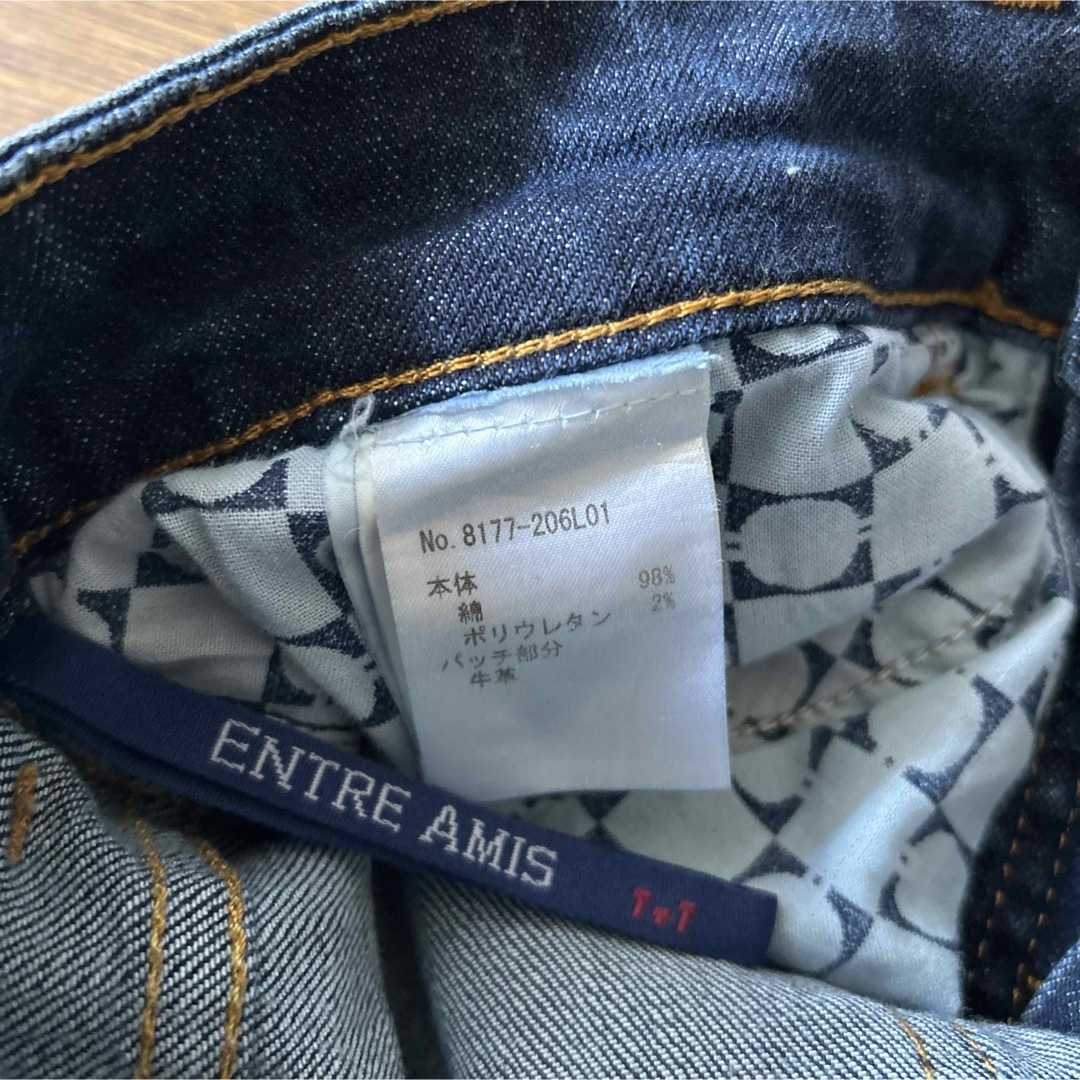 No. 8177-206L01
本体
綿 98%
ポリウレタン 2%
パッチ部分
牛革
ENTRE AMIS
TvT